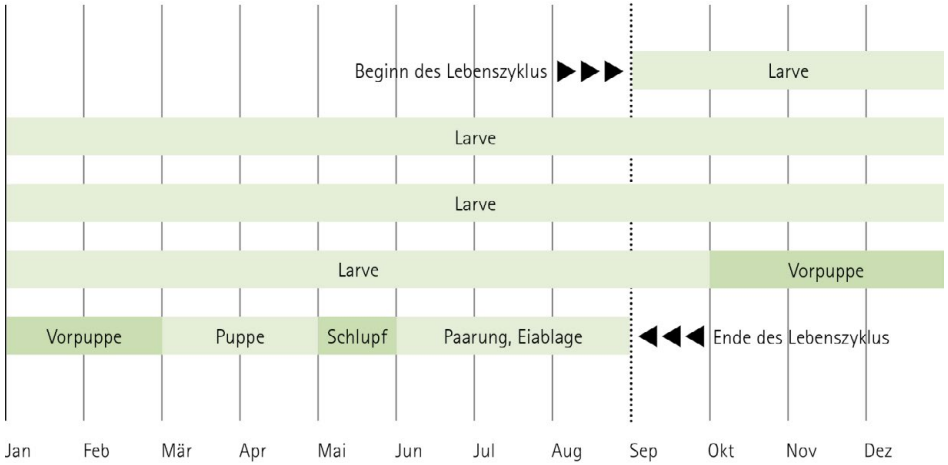 Beginn des Lebenszyklus Larve
Larve
Larve
Larve Vorpuppe
Vorpuppe Puppe Schlupf Paarung, Eiablage Ende des Lebenszyklus
Jan Feb Mär Apr Mai Jun Jul Aug Sep Okt Nov Dez